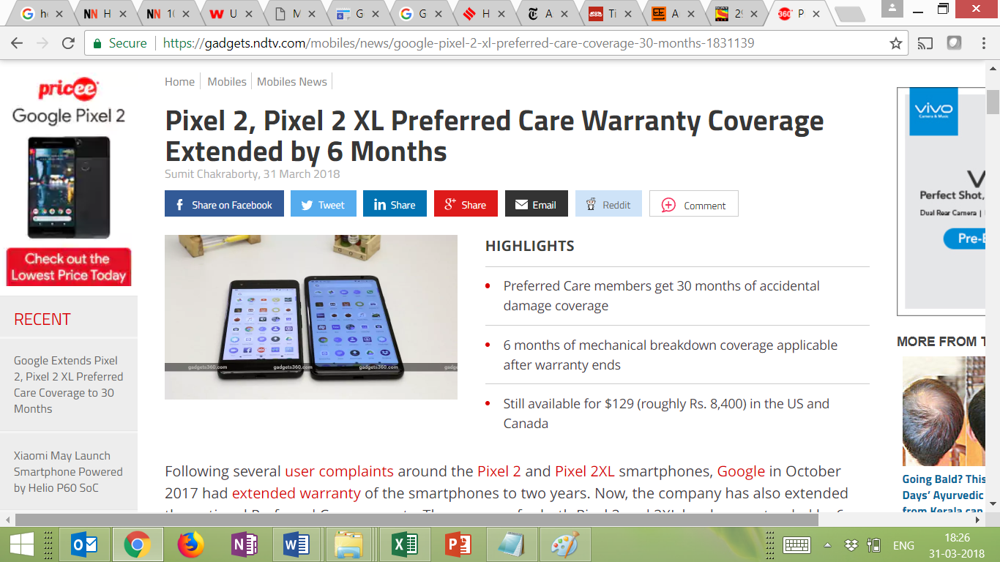 h
H
10
U
M
G
G
H
A
Ti
A
29
P
Secure
https://gadgets.ndtv.com/mobiles/news/google-pixel-2-xl-preferred-care-coverage-30-months-1831139
pricee
Google Pixel 2
Check out the
Lowest Price Today
RECENT
Google Extends Pixel
2, Pixel 2 XL Preferred
Care Coverage to 30
Months
Xiaomi May Launch
Smartphone Powered
by Helio P60 SoC
Home
Mobiles
Mobiles News
Pixel 2, Pixel 2 XL Preferred Care Warranty Coverage
Extended by 6 Months
Sumit Chakraborty, 31 March 2018
Share on Facebook
Tweet
Share
Share
Email
Reddit
Comment
gadgets360.com
gadgets360.com
gadgets360.com
HIGHLIGHTS
Preferred Care members get 30 months of accidental
damage coverage
6 months of mechanical breakdown coverage applicable
after warranty ends
Still available for $129 (roughly Rs. 8,400) in the US and
Canada
Following several user complaints around the Pixel 2 and Pixel 2XL smartphones, Google in October
2017 had extended warranty of the smartphones to two years. Now, the company has also extended
vivo
Camera & Music
V
Perfect Shot,
Dual Rear Camera |
Pre-
MORE FROM
Going Bald? This
Days' Ayurvedic
from Kerala can
ENG
18:26
31-03-2018